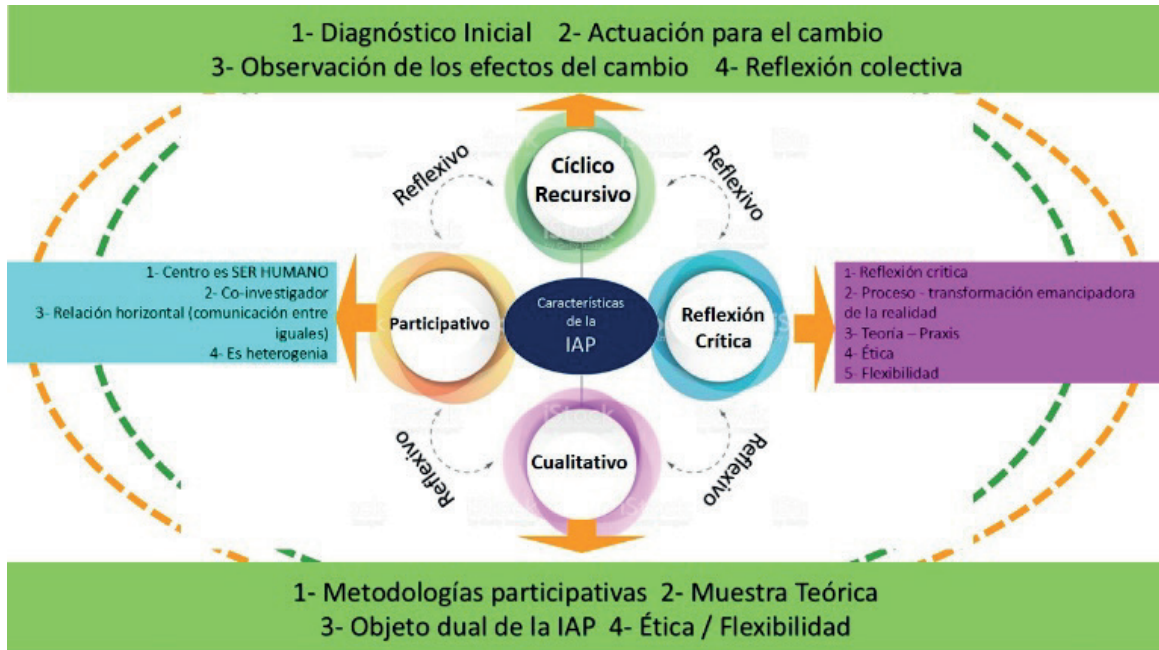 1- Diagnóstico Inicial 2- Actuación para el cambio
3- Observación de los efectos del cambio 4- Reflexión colectiva
Reflexivo
Cíclico
Recursivo
Reflexivo
1- Centro es SER HUMANO
2- Co-investigador
3- Relación horizontal (comunicación entre
iguales)
4- Es heterogenia
Participativo
Características
de la
IAP
Reflexión
Crítica
1- Reflexión critica
2- Proceso - transformación emancipadora
de la realidad
3- Teoría – Praxis
4- Ética
5- Flexibilidad
Reflexivo
iStock
Cualitativo
Reflexivo
1- Metodologías participativas 2- Muestra Teórica
3- Objeto dual de la IAP 4- Ética / Flexibilidad